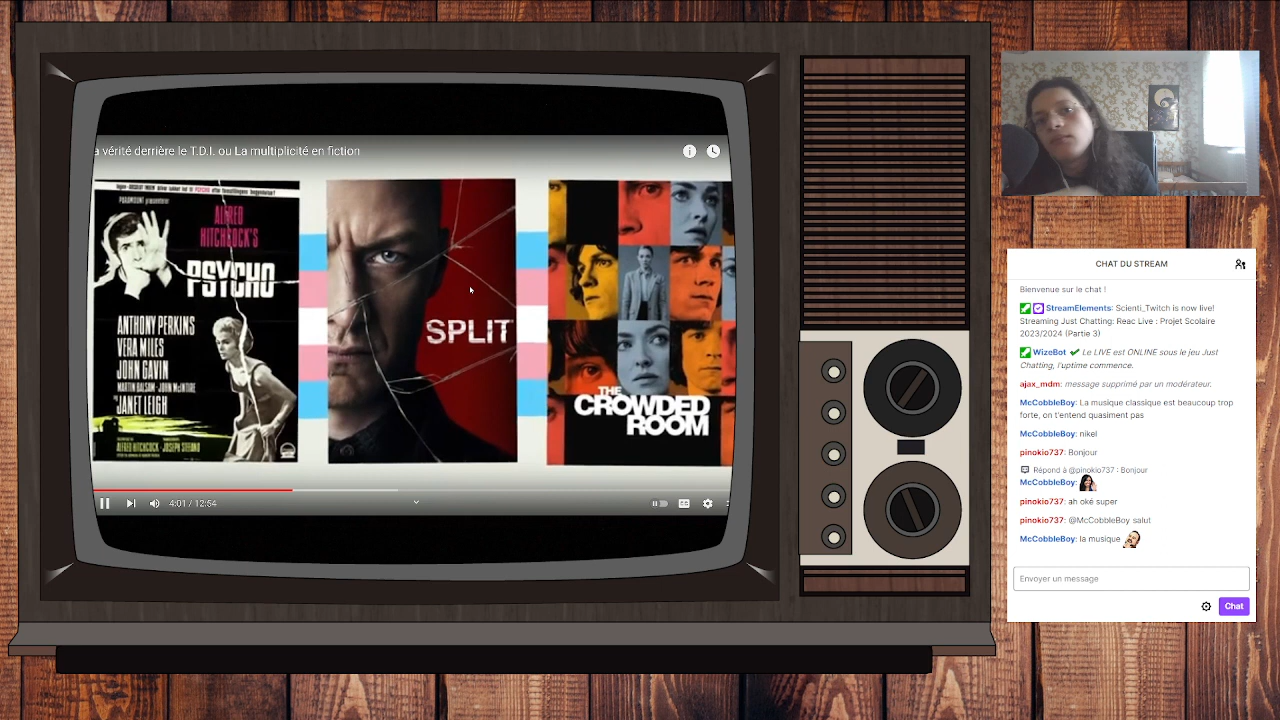 a vérité derrière le T.D.I. ou La multiplicité en fiction
PARAMOUNT
ALFRED
HITCHCOCK'S
PSYCHO
ANTHONY PERKINS
VERA MILES
JOHN GAVIN
MARTIN BALSAM · JOHN McINTIRE
JANET LEIGH
ALFRED HITCHCOCK · JOSEPH STEFANO
SPLIT
THE
CROWDED
ROOM
4:01 / 12:54
CHAT DU STREAM
Bienvenue sur le chat !
StreamElements: Scienti_Twitch is now live!
Streaming Just Chatting: Reac Live : Projet Scolaire
2023/2024 (Partie 3)
WizeBot Le LIVE est ONLINE sous le jeu Just
Chatting, l'uptime commence.
ajax_mdm: message supprimé par un modérateur.
McCobbleBoy: La musique classique est beaucoup trop
forte, on t'entend quasiment pas
McCobbleBoy: nikel
pinokio737: Bonjour
Répond à @pinokio737 : Bonjour
McCobbleBoy:
pinokio737: ah oké super
pinokio737: @McCobbleBoy salut
McCobbleBoy: la musique
Envoyer un message
Chat